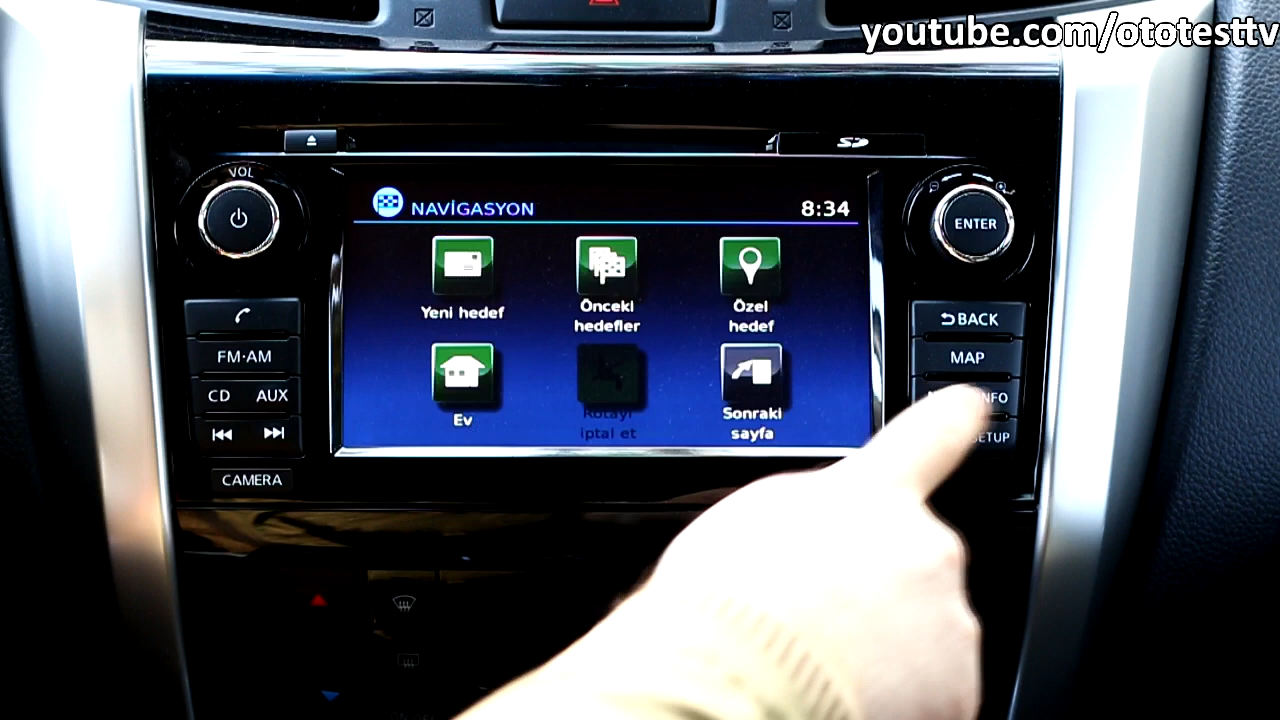 youtube.com/ototesttv
VOL
SD
NAVİGASYON
8:34
ENTER
Yeni hedef
Önceki
hedefler
Özel
hedef
Ev
Rotayı
iptal et
Sonraki
sayfa
FM·AM
CD AUX
CAMERA
BACK
MAP
SETUP